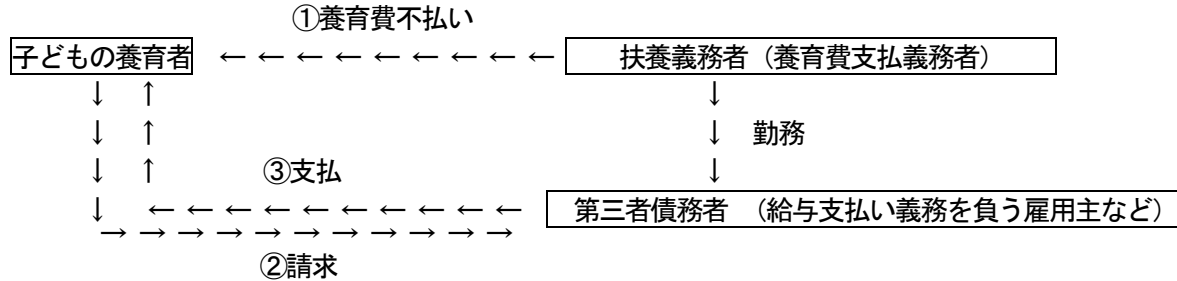 ①養育費不払い
子どもの養育者 ← ← ← ← ← ← ← ← ← 扶養義務者（養育費支払義務者）
↓ ↑ ↓
↓ ↑ ↓ 勤務
↓ ↑ ③支払 ↓
↓ ← ← ← ← ← ← ← ← ← ← 第三者債務者 （給与支払い義務を負う雇用主など）
→ → → → → → → → → → →
②請求